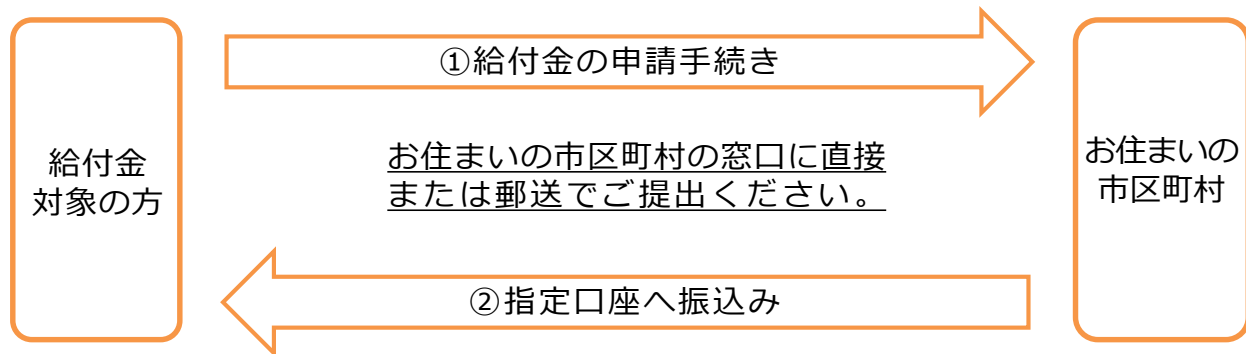 給付金
対象の方
①給付金の申請手続き
お住まいの市区町村の窓口に直接
または郵送でご提出ください。
②指定口座へ振込み
お住まいの
市区町村